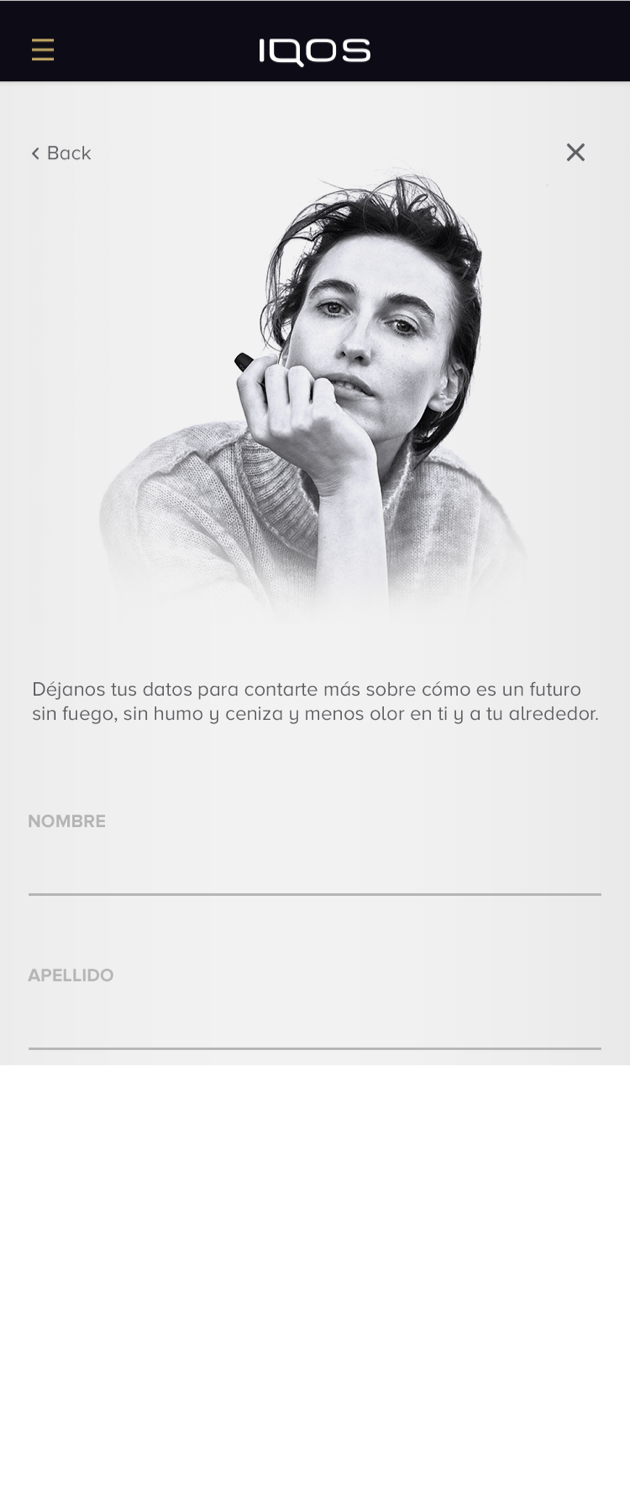 IQOS
Back
Déjanos tus datos para contarte más sobre cómo es un futuro
sin fuego, sin humo y ceniza y menos olor en ti y a tu alrededor.
NOMBRE
APELLIDO